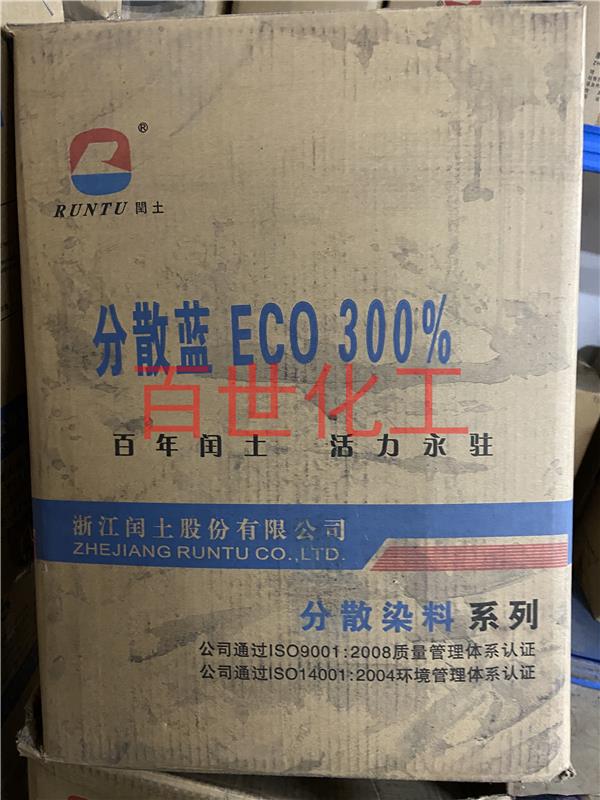 ®
RUNTU 閏土
分散蓝 ECO 300%
百世化工
百年闰土 活力永驻
浙江闰土股份有限公司
ZHEJIANG RUNTU CO.,LTD.
分散染料系列
公司通过ISO9001:2008质量管理体系认证
公司通过ISO14001:2004环境管理体系认证